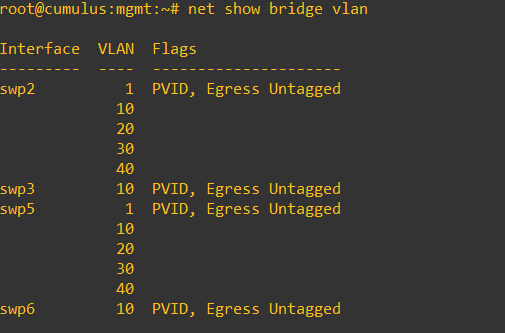 root@cumulus:mgmt:~# net show bridge vlan
Interface  VLAN  Flags
---------  ----  ---------------------
swp2          1  PVID, Egress Untagged
             10
             20
             30
             40
swp3         10  PVID, Egress Untagged
swp5          1  PVID, Egress Untagged
             10
             20
             30
             40
swp6         10  PVID, Egress Untagged